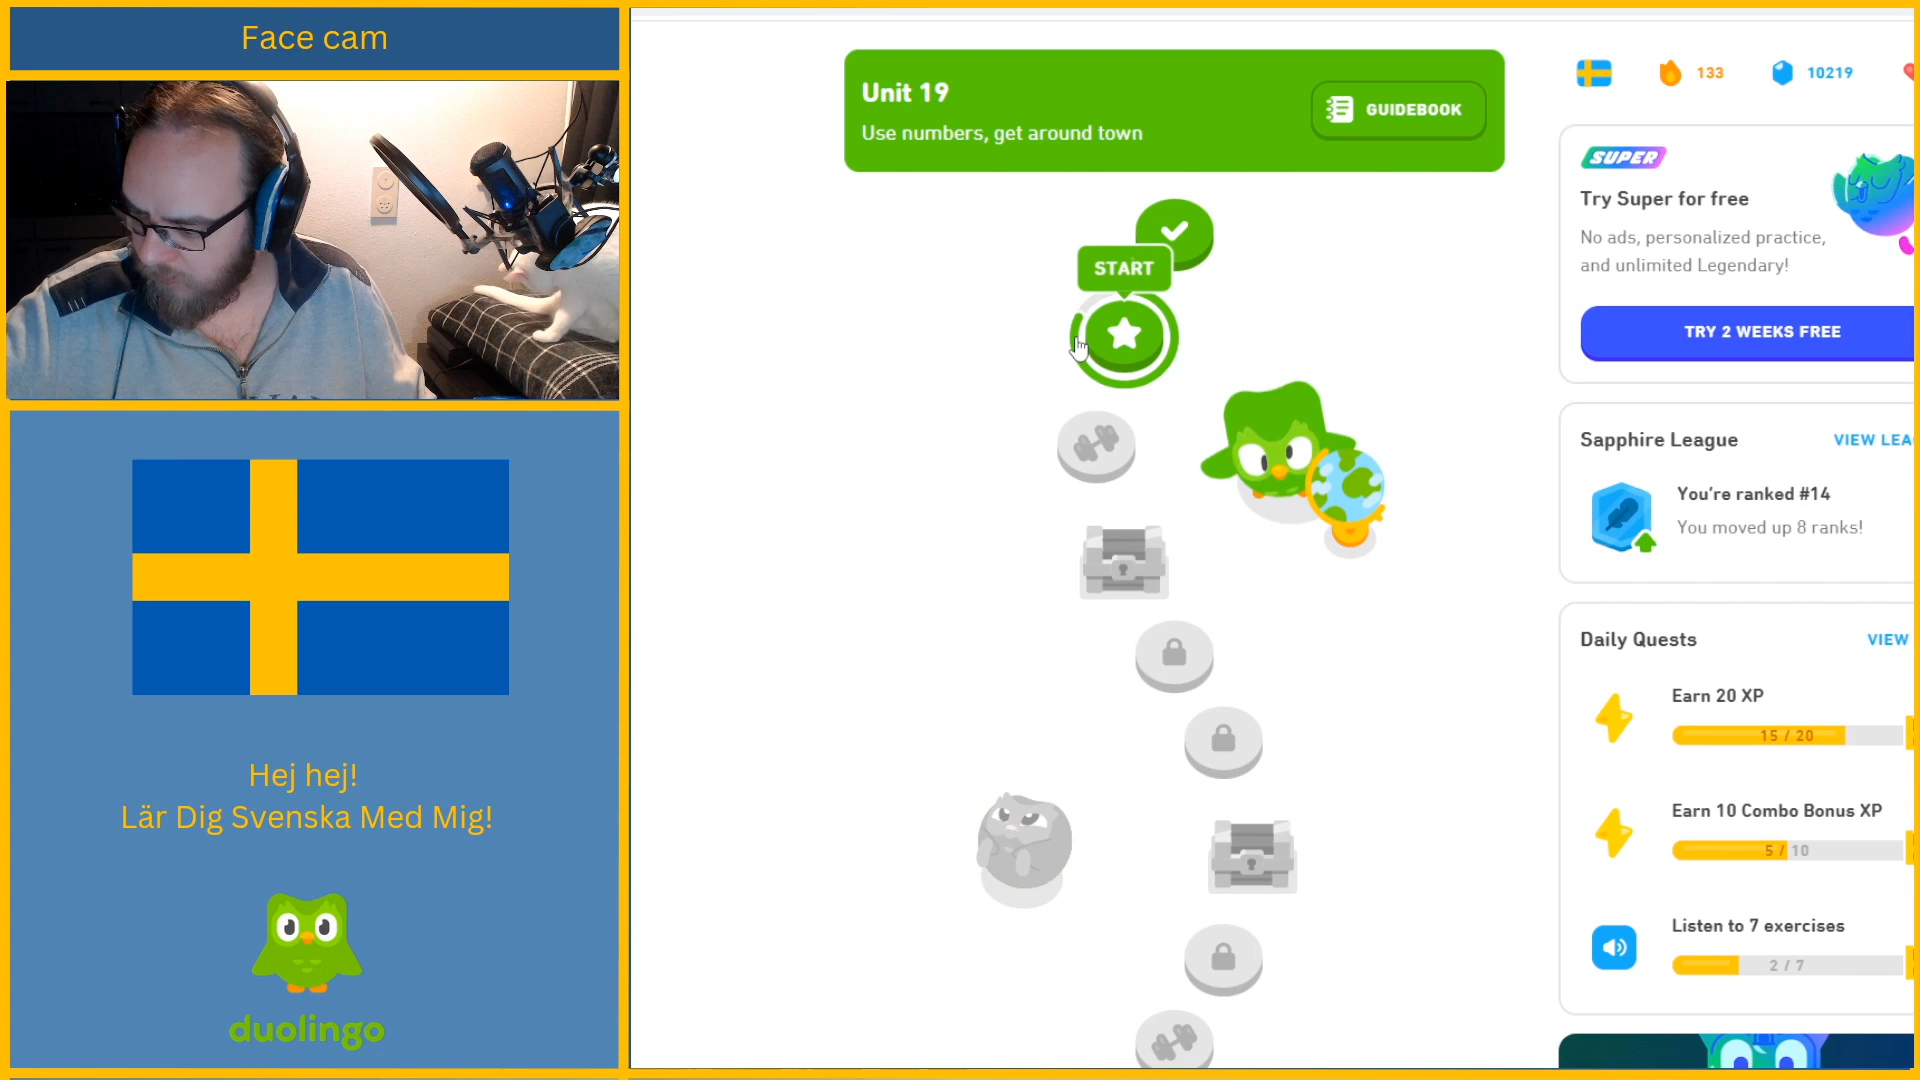 Face cam
Hej hej!
Lär Dig Svenska Med Mig!
duolingo
Unit 19
Use numbers, get around town
GUIDEBOOK
START
133
10219
SUPER
Try Super for free
No ads, personalized practice,
and unlimited Legendary!
TRY 2 WEEKS FREE
Sapphire League
VIEW LEA
You're ranked #14
You moved up 8 ranks!
Daily Quests
VIEW
Earn 20 XP
15 / 20
Earn 10 Combo Bonus XP
5 / 10
Listen to 7 exercises
2 / 7